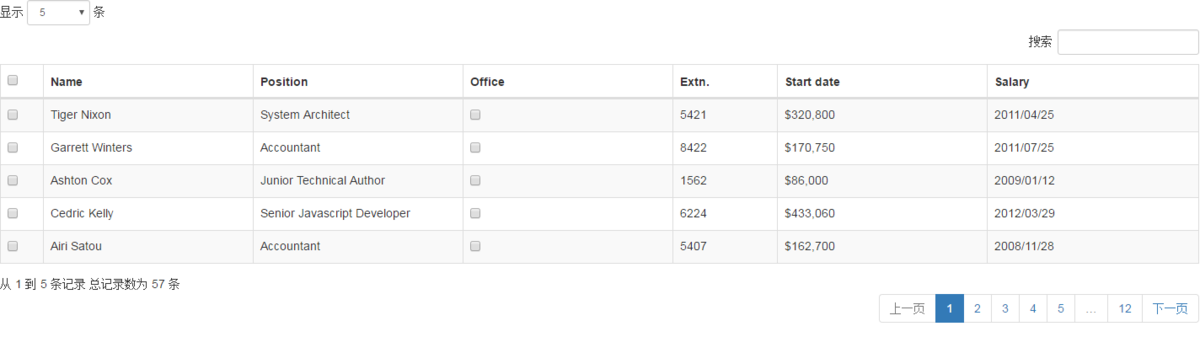 显示 5 条
搜索
Name Position Office Extn. Start date Salary
Tiger Nixon System Architect 5421 $320,800 2011/04/25
Garrett Winters Accountant 8422 $170,750 2011/07/25
Ashton Cox Junior Technical Author 1562 $86,000 2009/01/12
Cedric Kelly Senior Javascript Developer 6224 $433,060 2012/03/29
Airi Satou Accountant 5407 $162,700 2008/11/28
从 1 到 5 条记录 总记录数为 57 条
上一页 1 2 3 4 5 … 12 下一页